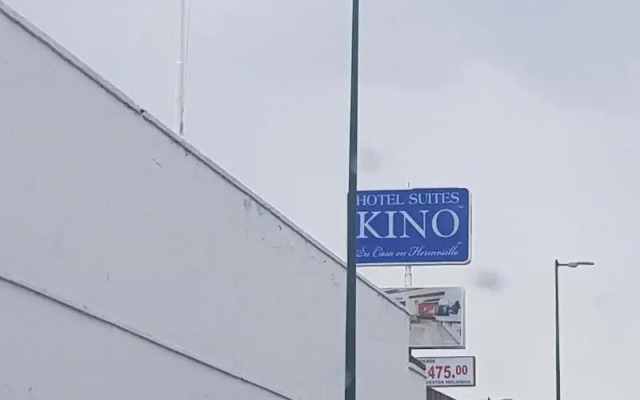 HOTEL SUITES
KINO
Su Casa en Hermosillo
475.00